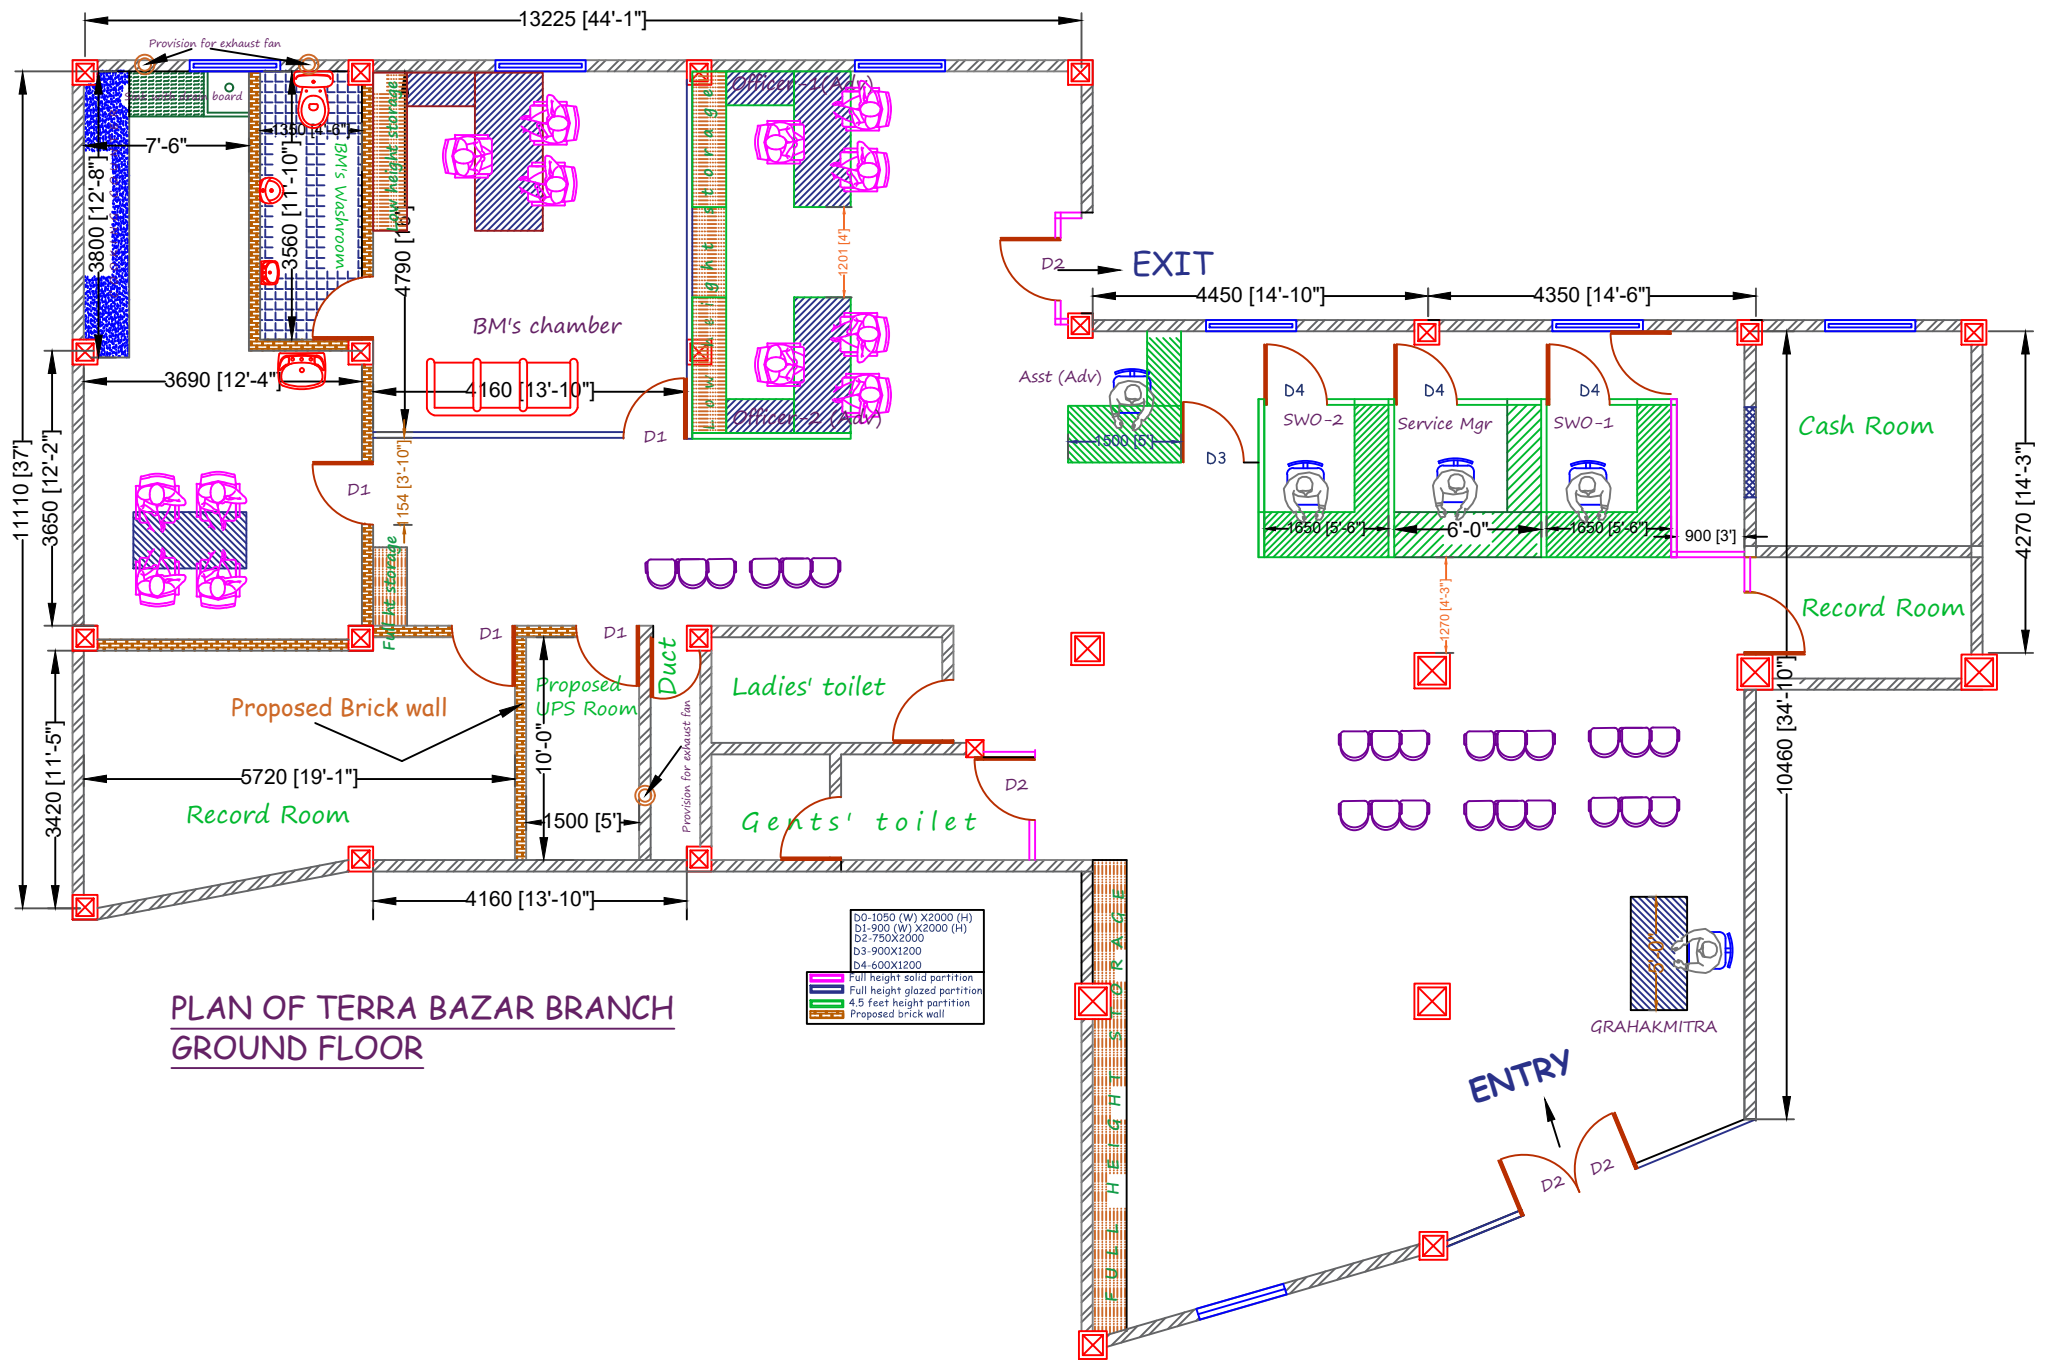 13225 [44'-1"]
Provision for exhaust fan
Officer-1(Adv)
board
7'-6"
1350 [4'-6"]
3800 [12'-8"]
3560 [11'-10"]
BM's Washroom
Low height storage
4790 [16']
Low height storage
1201 [4']
D2
EXIT
BM's chamber
4450 [14'-10"]
4350 [14'-6"]
3690 [12'-4"]
4160 [13'-10"]
Officer-2 (Adv)
D1
Asst (Adv)
1500 [5']
D3
D4
D4
D4
SWO-2
Service Mgr
SWO-1
Cash Room
11110 [37']
3650 [12'-2"]
D1
1154 [3'-10"]
1650 [5'-6"]
6'-0"
1650 [5'-6"]
900 [3']
4270 [14'-3"]
Full ht storage
1270 [4'-3"]
Record Room
D1
D1
Duct
Proposed
UPS Room
Ladies' toilet
Proposed Brick wall
10'-0"
Provision for exhaust fan
3420 [11'-5"]
5720 [19'-1"]
D2
10460 [34'-10"]
Record Room
1500 [5']
Gents' toilet
4160 [13'-10"]
D0-1050 (W) X2000 (H)
D1-900 (W) X2000 (H)
D2-750X2000
D3-900X1200
D4-600X1200
Full height solid partition
Full height glazed partition
4.5 feet height partition
Proposed brick wall
FULL HEIGHT STORAGE
5'-0"
GRAHAKMITRA
PLAN OF TERRA BAZAR BRANCH
GROUND FLOOR
ENTRY
D2
D2